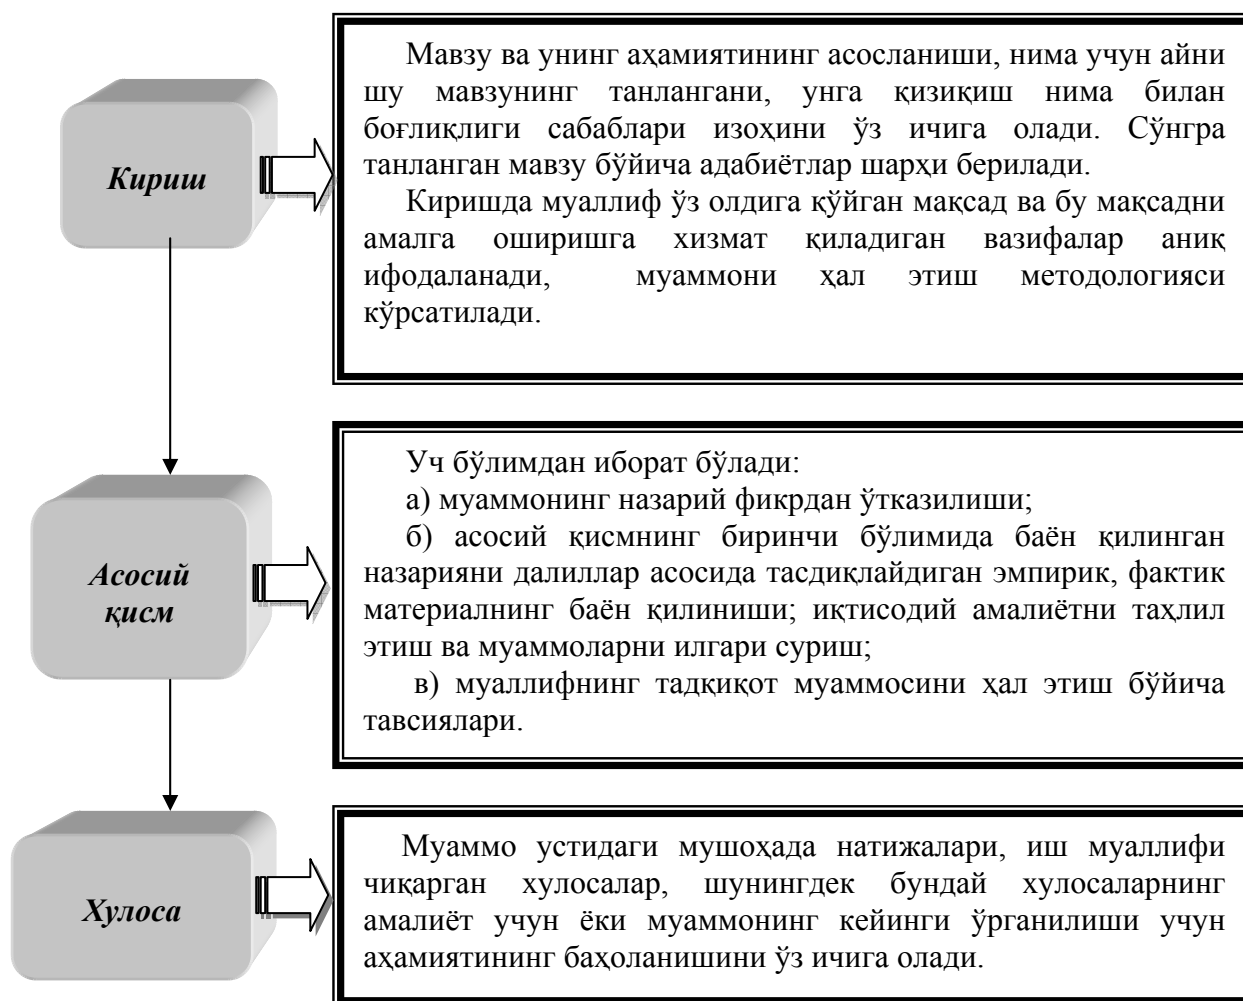 Мавзу ва унинг аҳамиятининг асосланиши, нима учун айни
шу мавзунинг танлангани, унга қизиқиш нима билан
боғлиқлиги сабаблари изоҳини ўз ичига олади. Сўнгра
танланган мавзу бўйича адабиётлар шарҳи берилади.
Киришда муаллиф ўз олдига қўйган мақсад ва бу мақсадни
амалга оширишга хизмат қиладиган вазифалар аниқ
ифодаланади, муаммони ҳал этиш методологияси
кўрсатилади.
Кириш
Уч бўлимдан иборат бўлади:
а) муаммонинг назарий фикрдан ўтказилиши;
б) асосий қисмнинг биринчи бўлимида баён қилинган
назарияни далиллар асосида тасдиқлайдиган эмпирик, фактик
материалнинг баён қилиниши; иқтисодий амалиётни таҳлил
этиш ва муаммоларни илгари суриш;
в) муаллифнинг тадқиқот муаммосини ҳал этиш бўйича
тавсиялари.
Асосий
қисм
Муаммо устидаги мушоҳада натижалари, иш муаллифи
чиқарган хулосалар, шунингдек бундай хулосаларнинг
амалиёт учун ёки муаммонинг кейинги ўрганилиши учун
аҳамиятининг баҳоланишини ўз ичига олади.
Хулоса